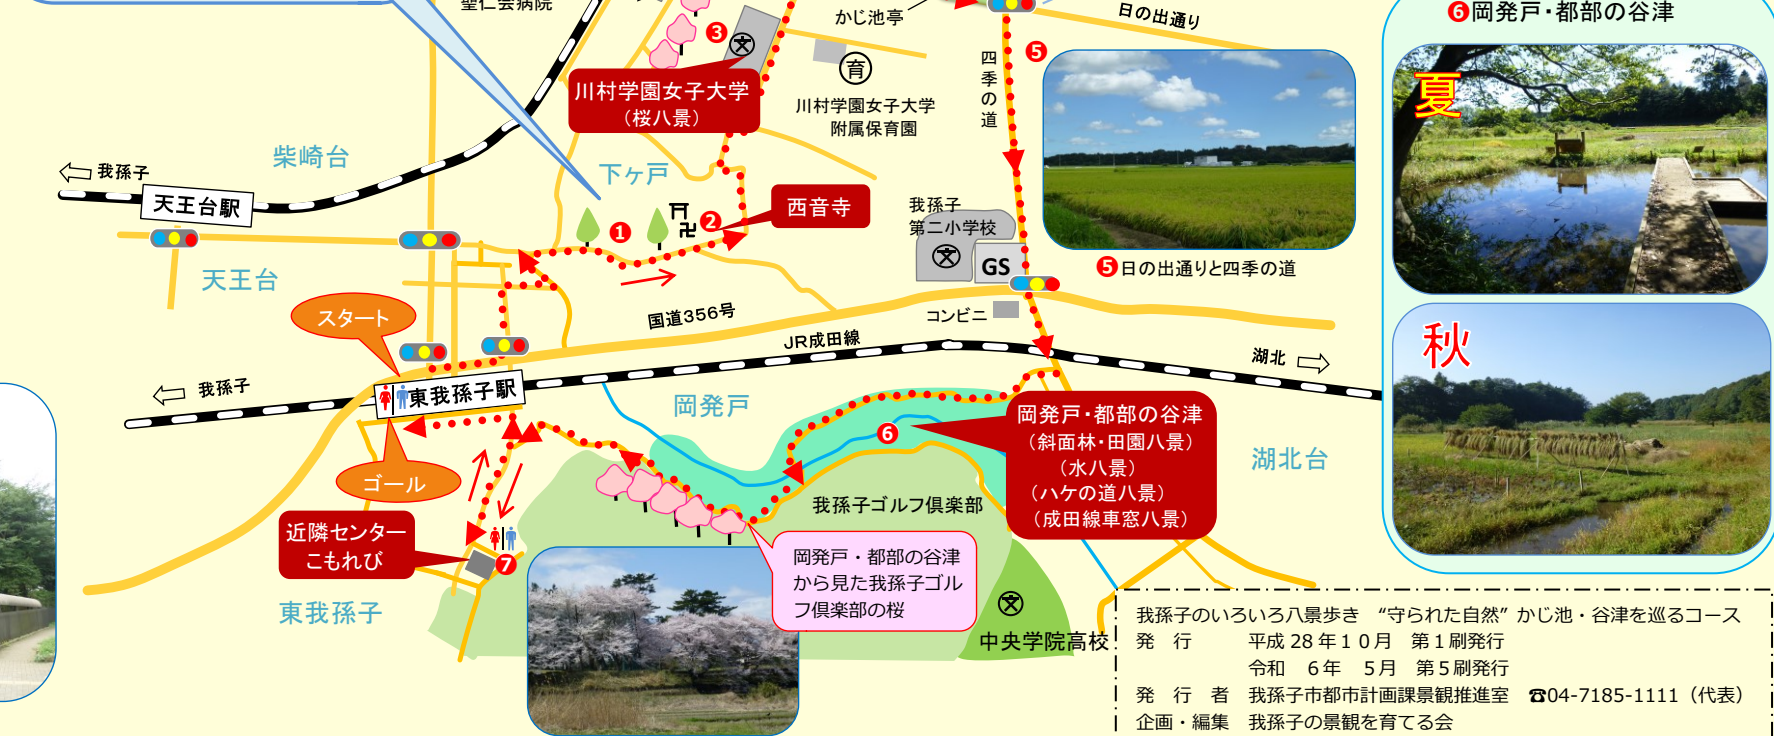 聖仁会病院
かじ池亭
日の出通り
❻岡発戸・都部の谷津
夏
❸
川村学園女子大学
（桜八景）
育
川村学園女子大学
附属保育園
四季の道
❺
柴崎台
我孫子
天王台駅
下ヶ戸
西音寺
❶
❷
我孫子
第二小学校
GS
❺日の出通りと四季の道
天王台
スタート
国道356号
コンビニ
JR成田線
湖北
秋
我孫子
東我孫子駅
岡発戸
❻
岡発戸・都部の谷津
（斜面林・田園八景）
（水八景）
（ハケの道八景）
（成田線車窓八景）
湖北台
ゴール
我孫子ゴルフ倶楽部
近隣センター
こもれび
❼
岡発戸・都部の谷津
から見た我孫子ゴル
フ倶楽部の桜
東我孫子
中央学院高校
我孫子のいろいろ八景歩き　“守られた自然”かじ池・谷津を巡るコース
発　行　　　平成 28 年１０月　第１刷発行
令和　６年　５月　第５刷発行
発　行　者　我孫子市都市計画課景観推進室　☎04-7185-1111（代表）
企画・編集　我孫子の景観を育てる会